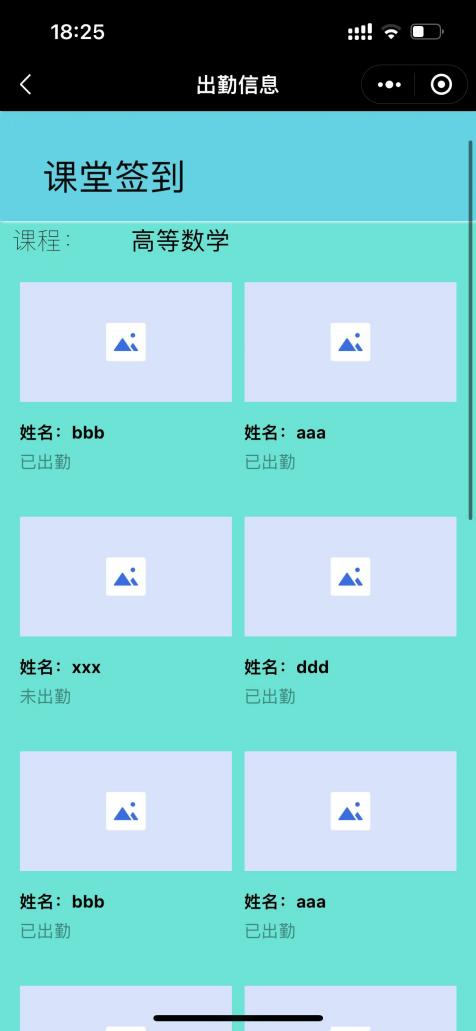 18:25
出勤信息
课堂签到
课程： 高等数学
姓名：bbb 姓名：aaa
已出勤 已出勤
姓名：xxx 姓名：ddd
未出勤 已出勤
姓名：bbb 姓名：aaa
已出勤 已出勤